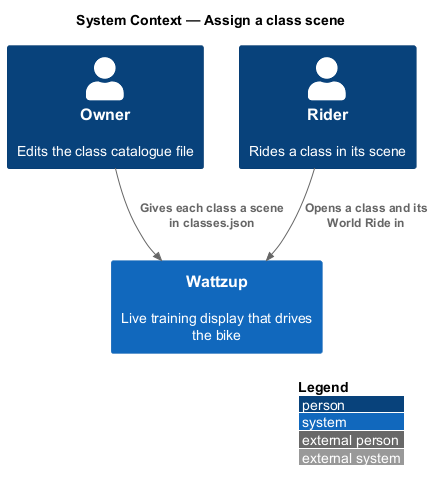 System Context — Assign a class scene
Owner
Edits the class catalogue file
Rider
Rides a class in its scene
Gives each class a scene
in classes.json
Opens a class and its
World Ride in
Wattzup
Live training display that drives
the bike
Legend
person
system
external person
external system